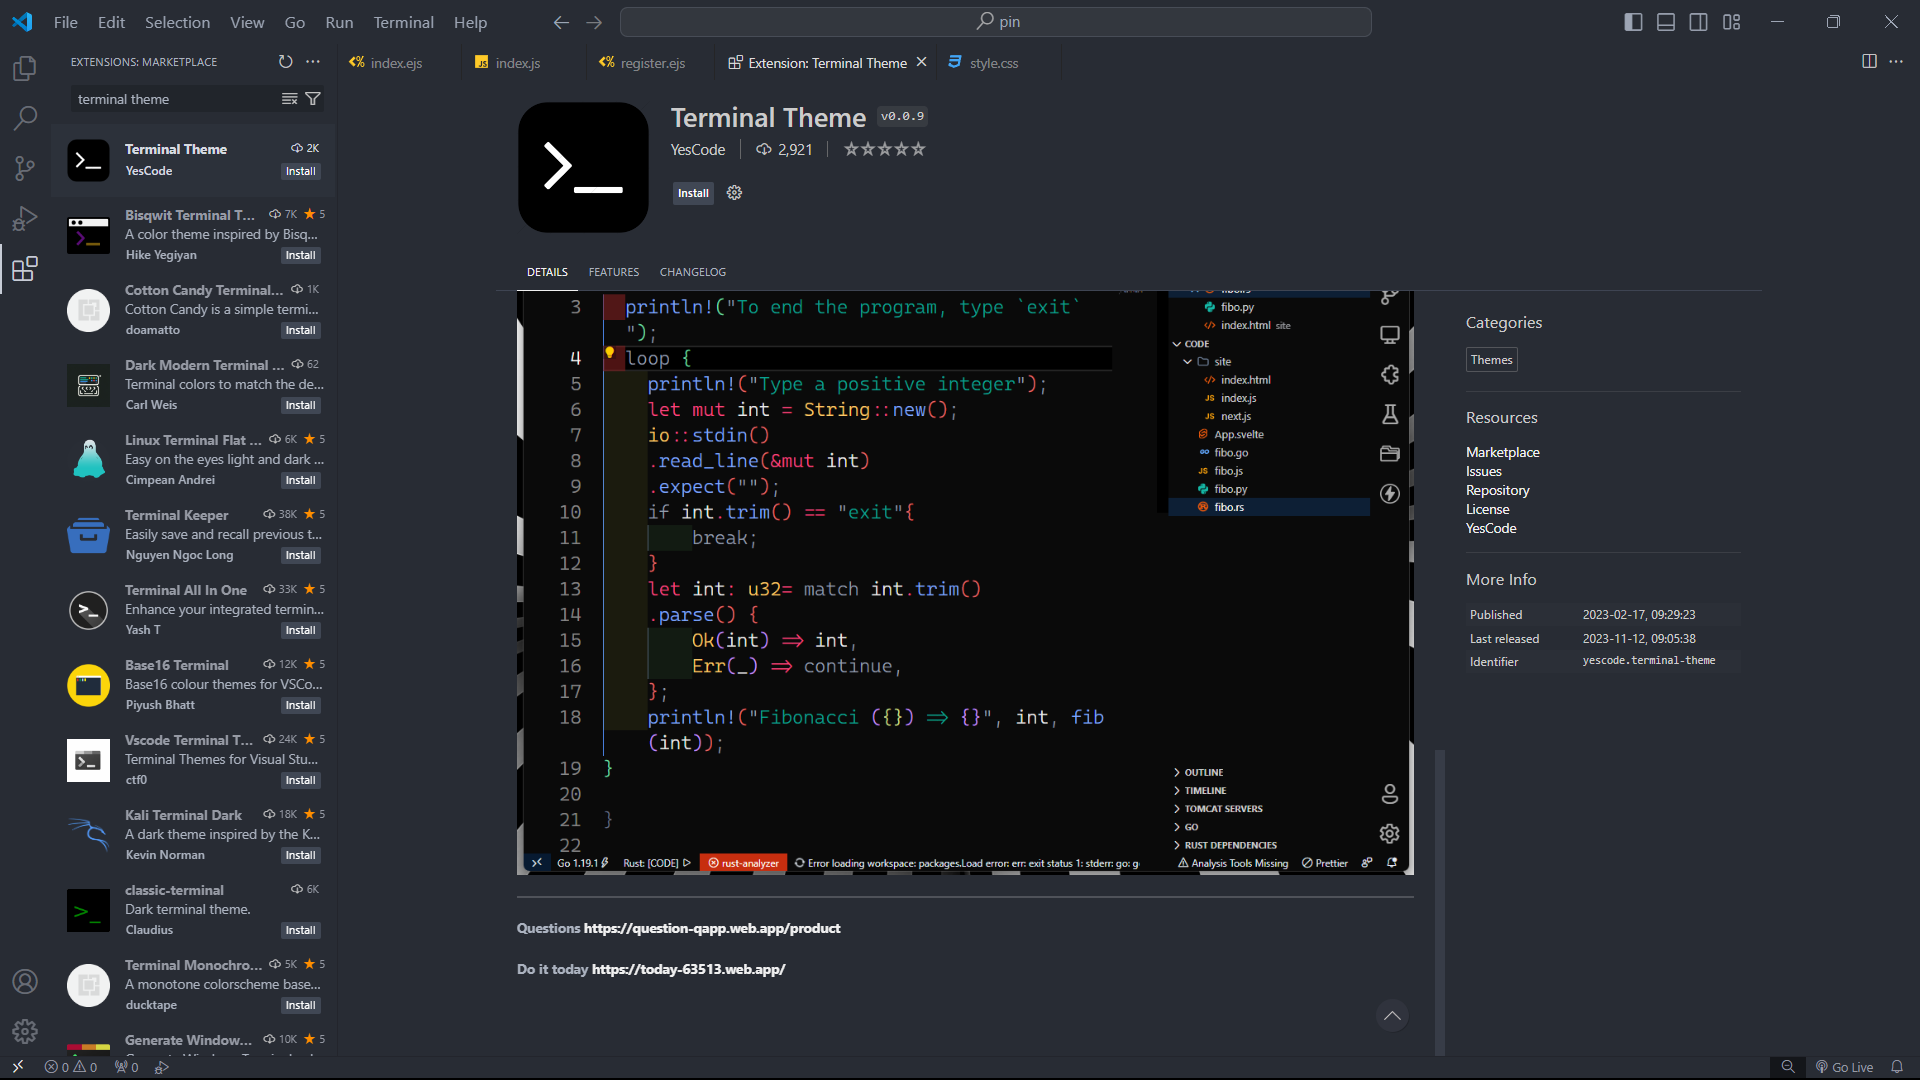 File Edit Selection View Go Run Terminal Help
pin
EXTENSIONS: MARKETPLACE
index.ejs
index.js
register.ejs
Extension: Terminal Theme
style.css
terminal theme
Terminal Theme 2K
YesCode Install
Bisqwit Terminal T... 7K 5
A color theme inspired by Bisq...
Hike Yegiyan Install
Cotton Candy Terminal... 1K
Cotton Candy is a simple termi...
doamatto Install
Dark Modern Terminal ... 62
Terminal colors to match the de...
Carl Weis Install
Linux Terminal Flat ... 6K 5
Easy on the eyes light and dark ...
Cimpean Andrei Install
Terminal Keeper 38K 5
Easily save and recall previous t...
Nguyen Ngoc Long Install
Terminal All In One 33K 5
Enhance your integrated termin...
Yash T Install
Base16 Terminal 12K 5
Base16 colour themes for VSCo...
Piyush Bhatt Install
Vscode Terminal T... 24K 5
Terminal Themes for Visual Stu...
ctf0 Install
Kali Terminal Dark 18K 5
A dark theme inspired by the K...
Kevin Norman Install
classic-terminal 6K
Dark terminal theme.
Claudius Install
Terminal Monochro... 5K 5
A monotone colorscheme base...
ducktape Install
Generate Window... 10K 5
Terminal Theme v0.0.9
YesCode 2,921
Install
DETAILS FEATURES CHANGELOG
3 println!("To end the program, type `exit`
");
4 loop {
5 println!("Type a positive integer");
6 let mut int = String::new();
7 io::stdin()
8 .read_line(&mut int)
9 .expect("");
10 if int.trim() == "exit"{
11 break;
12 }
13 let int: u32= match int.trim()
14 .parse() {
15 Ok(int) => int,
16 Err(_) => continue,
17 };
18 println!("Fibonacci ({}) => {}", int, fib
(int));
19 }
20
21 }
22
fibo.rs
fibo.py
index.html site
CODE
site
index.html
JS index.js
JS next.js
App.svelte
fibo.go
JS fibo.js
fibo.py
fibo.rs
OUTLINE
TIMELINE
TOMCAT SERVERS
GO
RUST DEPENDENCIES
Go 1.19.1 Rust: [CODE] rust-analyzer Error loading workspace: packages.Load error: err: exit status 1: stderr: go: g Analysis Tools Missing Prettier
Questions https://question-qapp.web.app/product
Do it today https://today-63513.web.app/
Categories
Themes
Resources
Marketplace
Issues
Repository
License
YesCode
More Info
Published 2023-02-17, 09:29:23
Last released 2023-11-12, 09:05:38
Identifier yescode.terminal-theme
0 0 0
Go Live